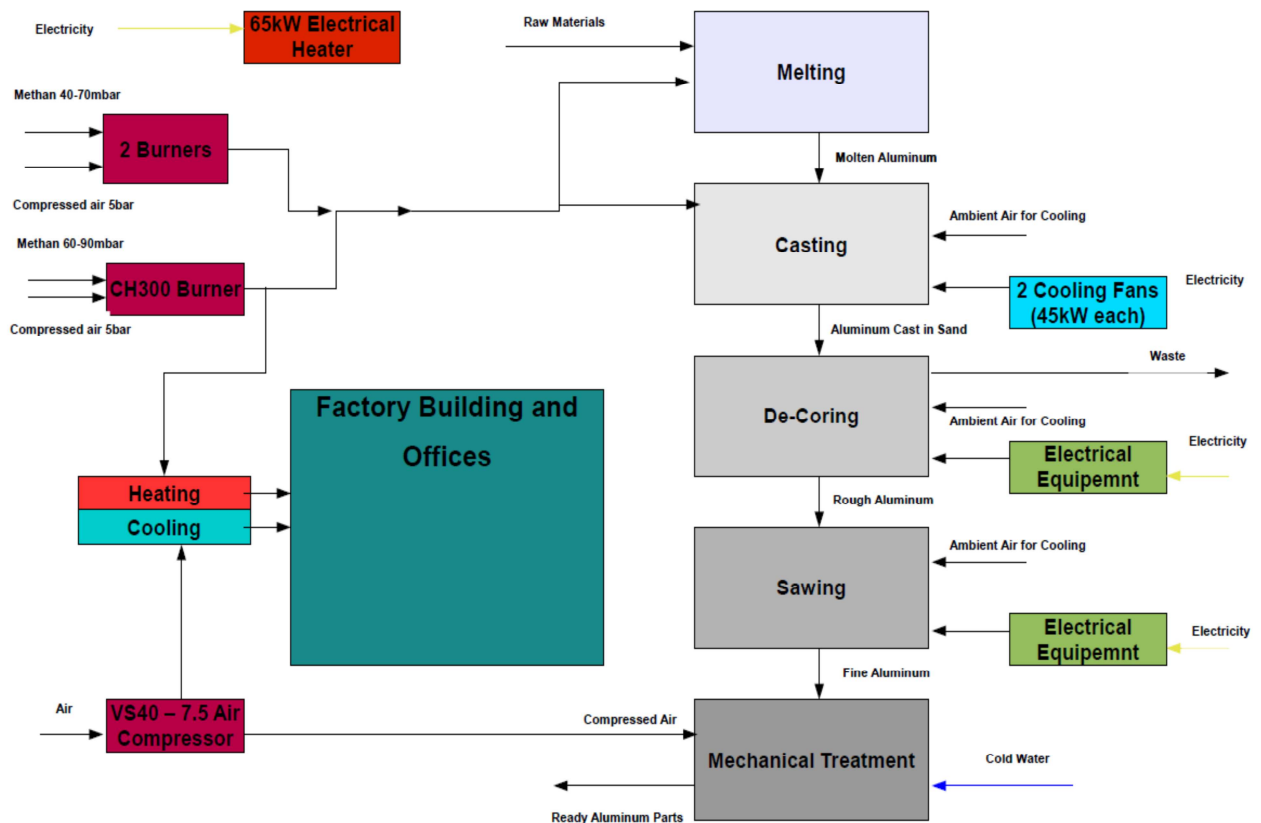 Electricity
65kW Electrical
Heater
Raw Materials
Melting
Methan 40-70mbar
2 Burners
Compressed air 5bar
Molten Aluminum
Casting
Ambient Air for Cooling
Electricity
2 Cooling Fans
(45kW each)
Methan 60-90mbar
CH300 Burner
Compressed air 5bar
Aluminum Cast in Sand
Waste
De-Coring
Ambient Air for Cooling
Electricity
Electrical
Equipemnt
Factory Building and
Offices
Heating
Cooling
Rough Aluminum
Ambient Air for Cooling
Sawing
Electrical
Equipemnt
Electricity
Fine Aluminum
Air
VS40 – 7.5 Air
Compressor
Compressed Air
Mechanical Treatment
Cold Water
Ready Aluminum Parts